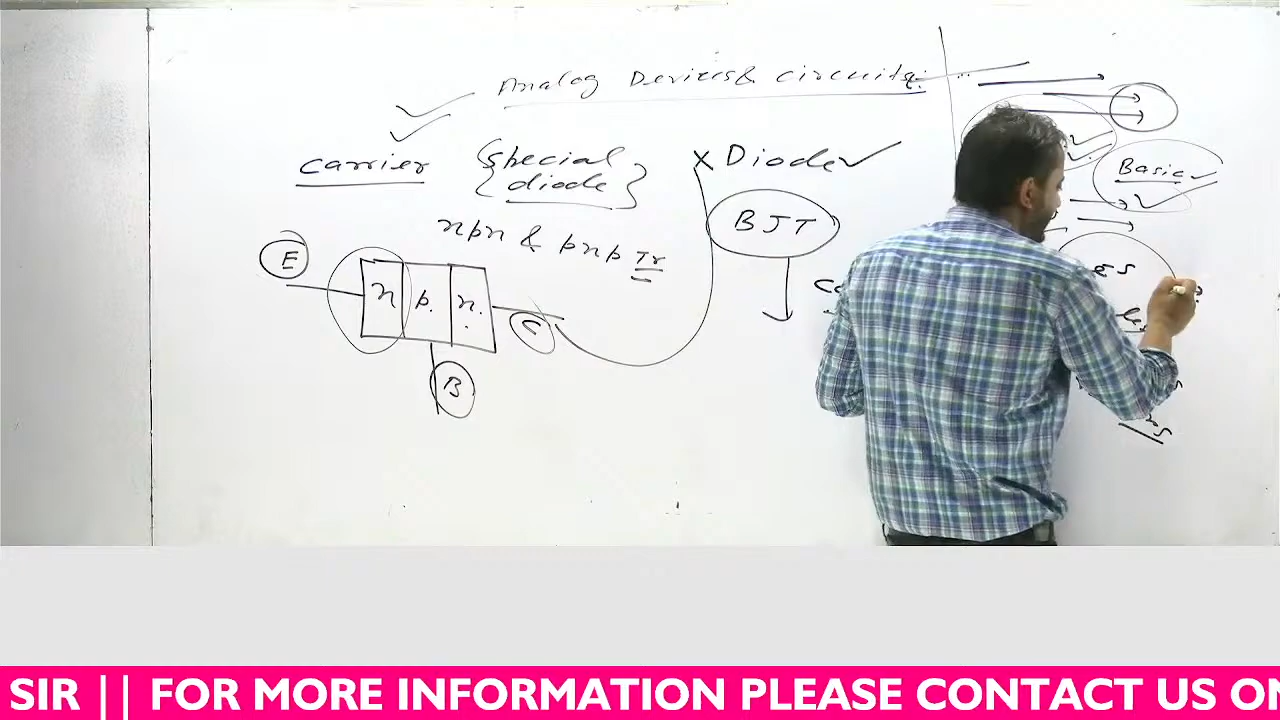 Analog Devices & circuits:
carrier
{special
diode}
x Diode
Basic
BJT
npn & pnp Tr
E
n p. n.
C
B
SIR || FOR MORE INFORMATION PLEASE CONTACT US ON